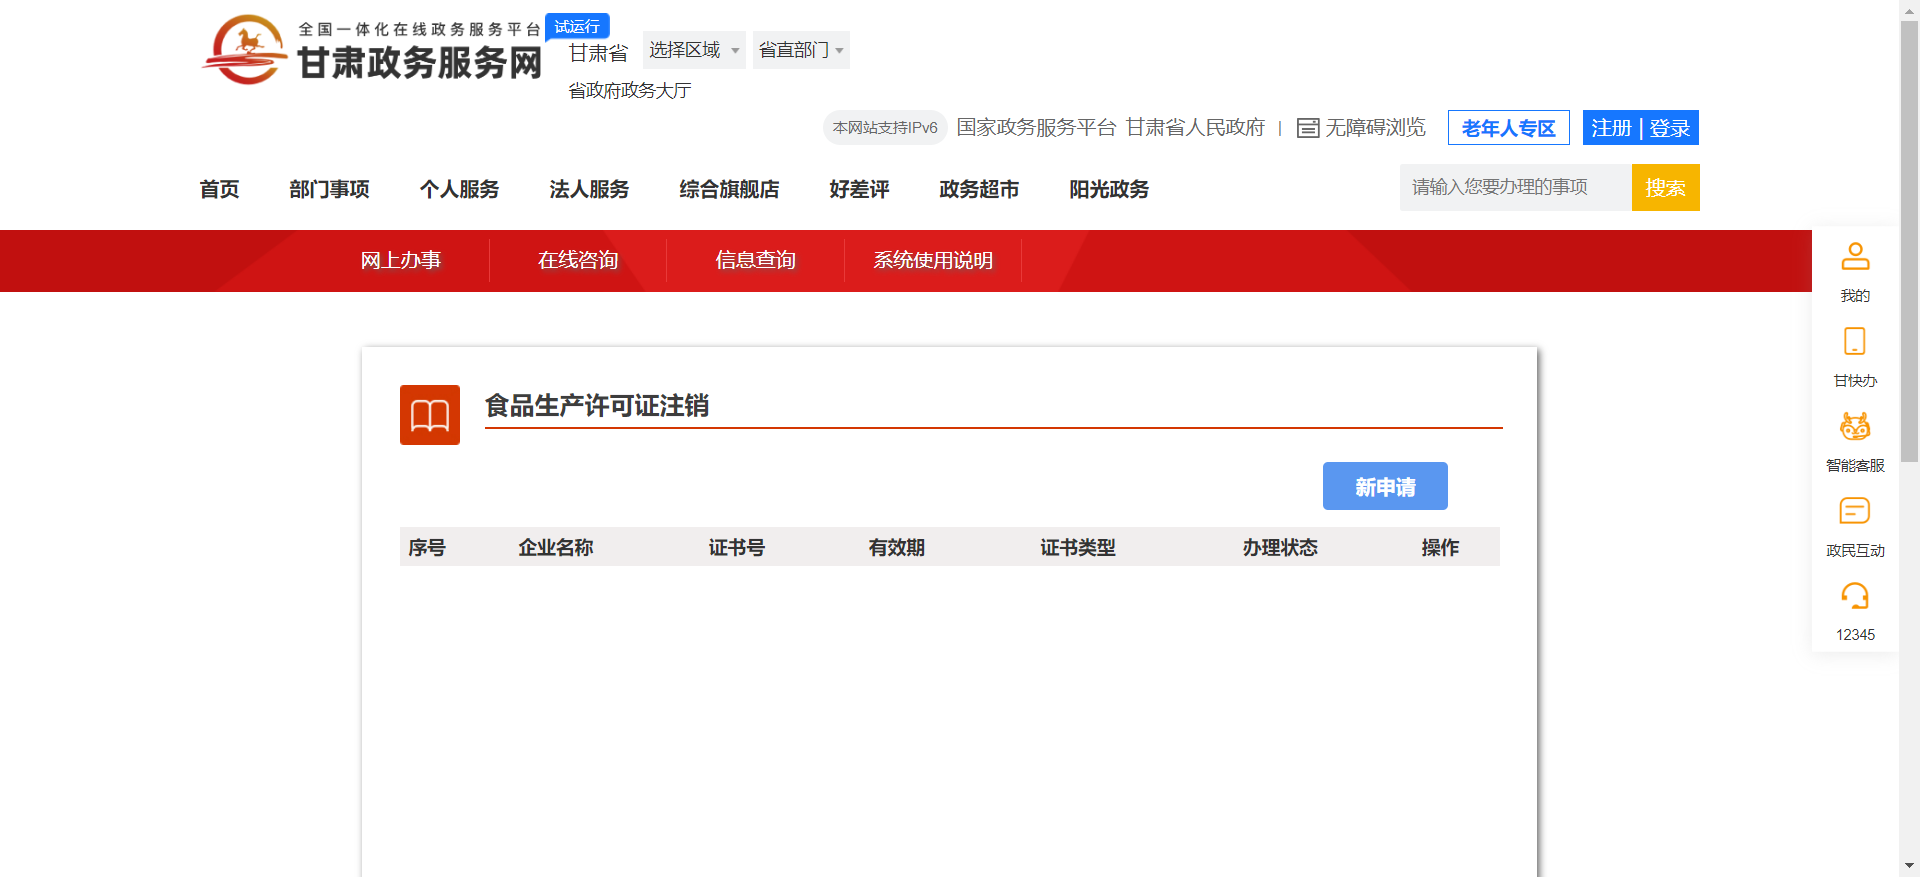 全国一体化在线政务服务平台
试运行
甘肃政务服务网
甘肃省
选择区域
省直部门
省政府政务大厅
本网站支持IPv6
国家政务服务平台
甘肃省人民政府
|
无障碍浏览
老年人专区
注册 | 登录
首页
部门事项
个人服务
法人服务
综合旗舰店
好差评
政务超市
阳光政务
请输入您要办理的事项
搜索
网上办事
在线咨询
信息查询
系统使用说明
我的
甘快办
智能客服
政民互动
12345
食品生产许可证注销
新申请
序号 企业名称 证书号 有效期 证书类型 办理状态 操作